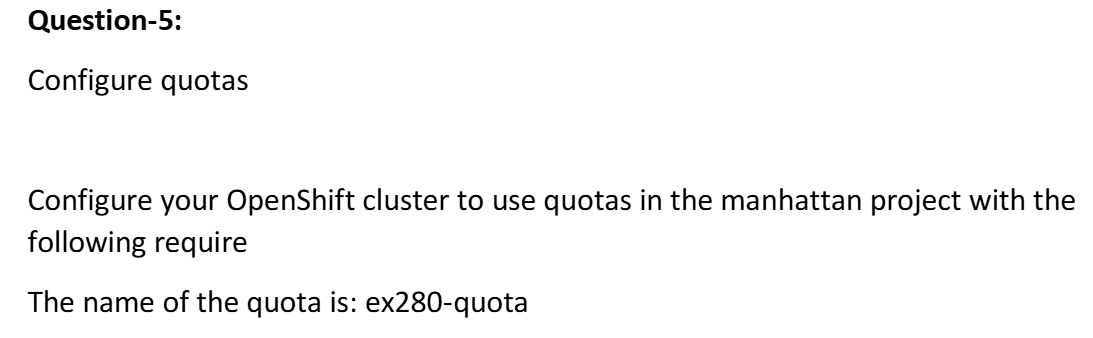 Question-5:
Configure quotas
Configure your OpenShift cluster to use quotas in the manhattan project with the
following require
The name of the quota is: ex280-quota